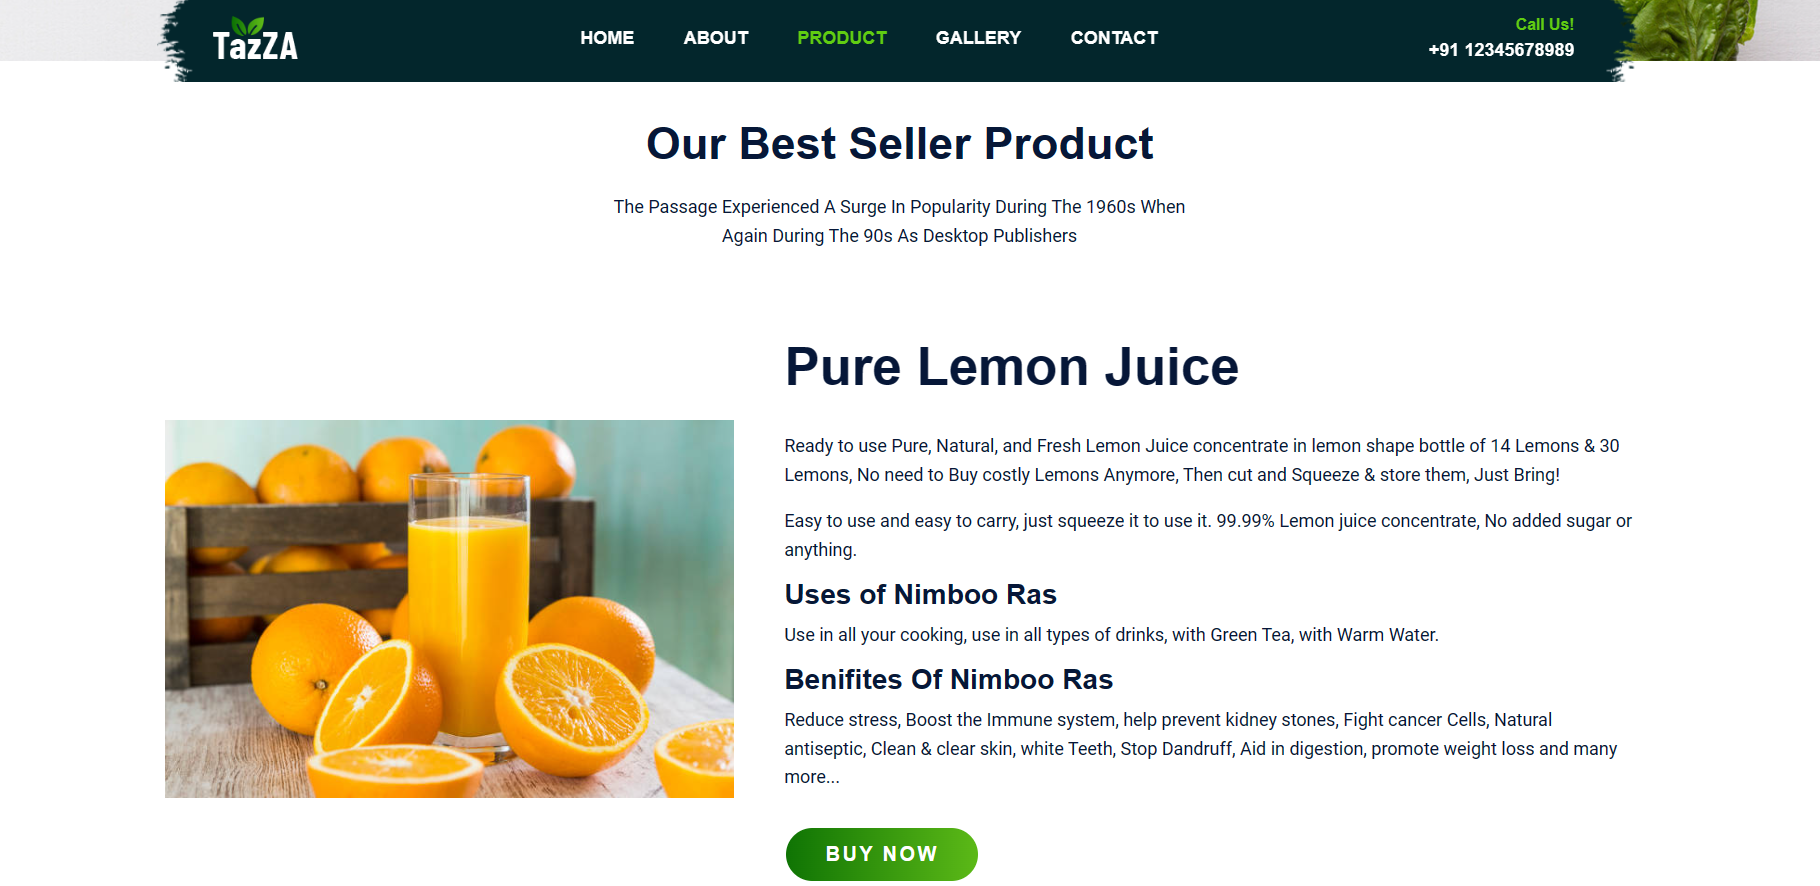 TazZA
HOME ABOUT PRODUCT GALLERY CONTACT
Call Us!
+91 12345678989
Our Best Seller Product
The Passage Experienced A Surge In Popularity During The 1960s When
Again During The 90s As Desktop Publishers
Pure Lemon Juice
Ready to use Pure, Natural, and Fresh Lemon Juice concentrate in lemon shape bottle of 14 Lemons & 30
Lemons, No need to Buy costly Lemons Anymore, Then cut and Squeeze & store them, Just Bring!
Easy to use and easy to carry, just squeeze it to use it. 99.99% Lemon juice concentrate, No added sugar or
anything.
Uses of Nimboo Ras
Use in all your cooking, use in all types of drinks, with Green Tea, with Warm Water.
Benifites Of Nimboo Ras
Reduce stress, Boost the Immune system, help prevent kidney stones, Fight cancer Cells, Natural
antiseptic, Clean & clear skin, white Teeth, Stop Dandruff, Aid in digestion, promote weight loss and many
more...
BUY NOW